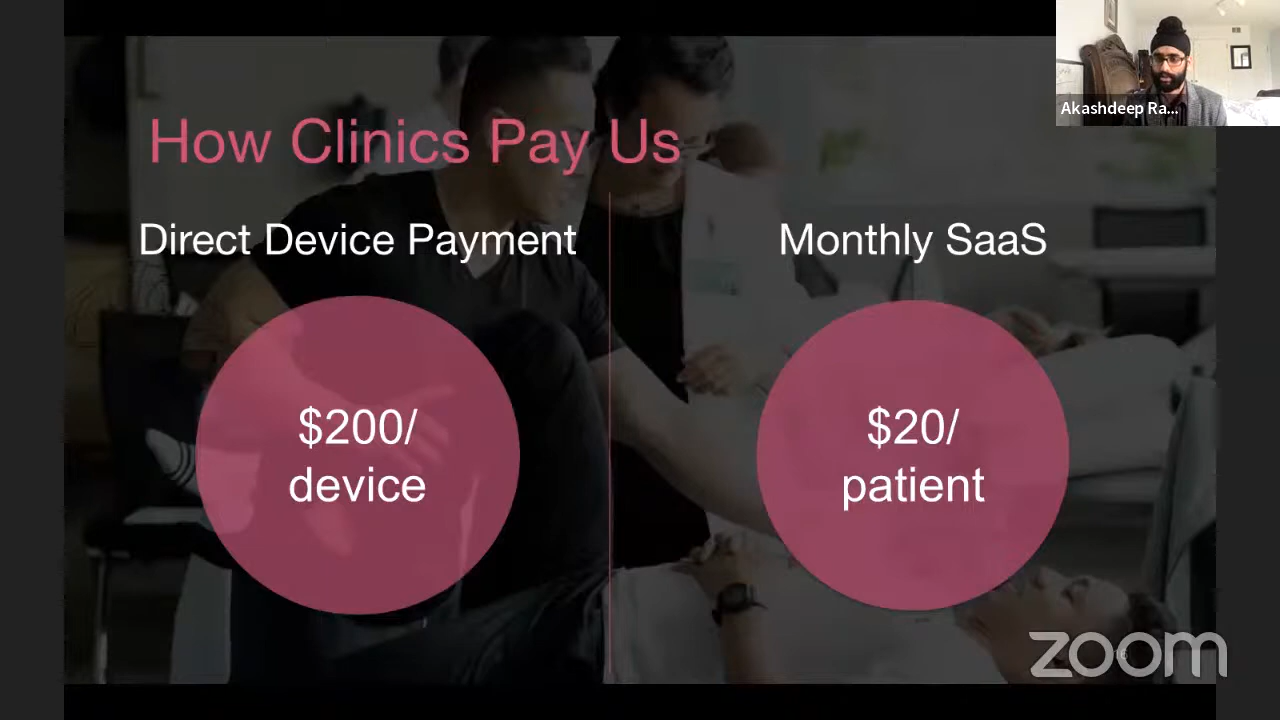 How Clinics Pay Us
Direct Device Payment
Monthly SaaS
$200/
device
$20/
patient
Akashdeep Ra...
zoom